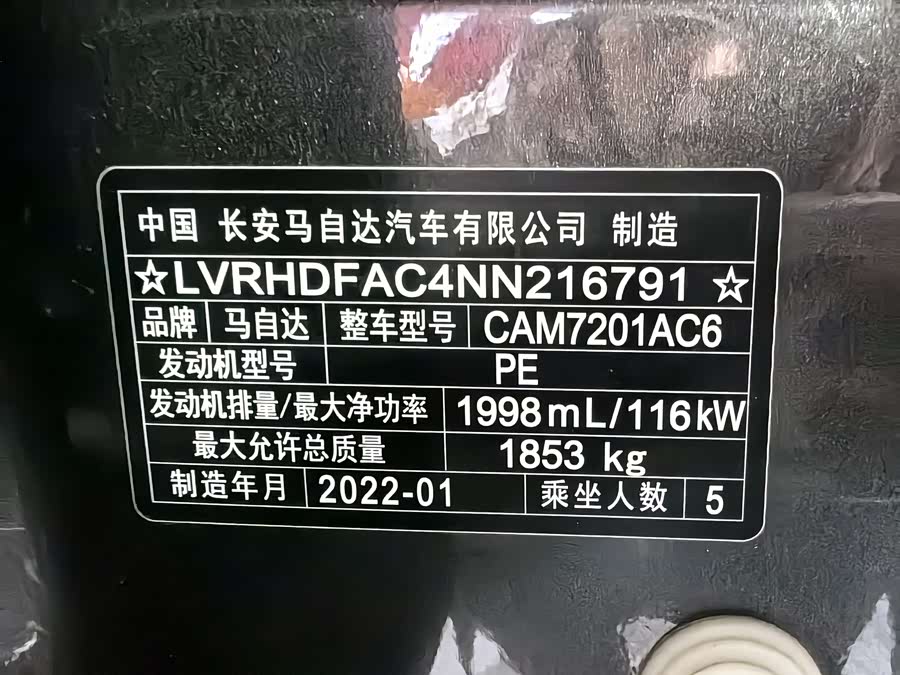 中国 长安马自达汽车有限公司 制造
☆LVRHDFAC4NN216791☆
品牌 马自达 整车型号 CAM7201AC6
发动机型号 PE
发动机排量/最大净功率 1998mL/116kW
最大允许总质量 1853 kg
制造年月 2022-01 乘坐人数 5